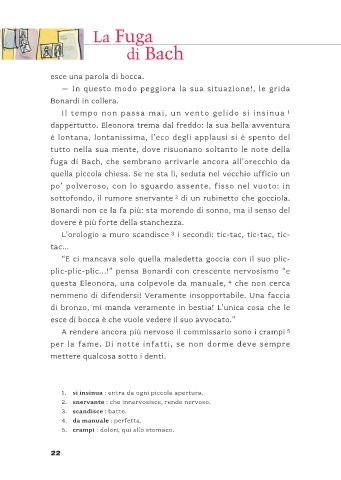 La Fuga
di Bach
esce una parola di bocca.
— In questo modo peggiora la sua situazione!, le grida
Bonardi in collera.
Il tempo non passa mai, un vento gelido si insinua ¹
dappertutto. Eleonora trema dal freddo: la sua bella avventura
è lontana, lontanissima, l'eco degli applausi si è spento del
tutto nella sua mente, dove risuonano soltanto le note della
fuga di Bach, che sembrano arrivarle ancora all'orecchio da
quella piccola chiesa. Se ne sta lì, seduta nel vecchio ufficio un
po' polveroso, con lo sguardo assente, fisso nel vuoto: in
sottofondo, il rumore snervante ² di un rubinetto che gocciola.
Bonardi non ce la fa più: sta morendo di sonno, ma il senso del
dovere è più forte della stanchezza.
L'orologio a muro scandisce ³ i secondi: tic-tac, tic-tac, tic-
tac...
"E ci mancava solo quella maledetta goccia con il suo plic-
plic-plic-plic...!" pensa Bonardi con crescente nervosismo "e
questa Eleonora, una colpevole da manuale, ⁴ che non cerca
nemmeno di difendersi! Veramente insopportabile. Una faccia
di bronzo, mi manda veramente in bestia! L'unica cosa che le
esce di bocca è che vuole vedere il suo avvocato."
A rendere ancora più nervoso il commissario sono i crampi ⁵
per la fame. Di notte infatti, se non dorme deve sempre
mettere qualcosa sotto i denti.
1. si insinua : entra da ogni piccola apertura.
2. snervante : che innervosisce, rende nervoso.
3. scandisce : batte.
4. da manuale : perfetta.
5. crampi : dolori, qui allo stomaco.
22